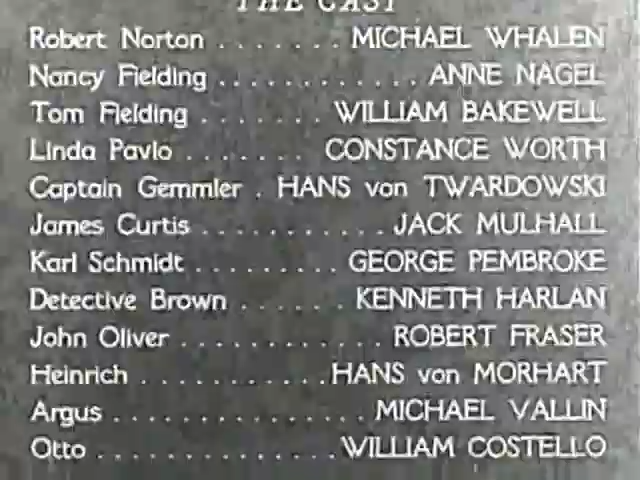 THE CAST
Robert Norton . . . . . . . MICHAEL WHALEN
Nancy Fielding . . . . . . . . . . . . ANNE NAGEL
Tom Fielding . . . . . . . WILLIAM BAKEWELL
Linda Pavlo . . . . . . . CONSTANCE WORTH
Captain Gemmler . HANS von TWARDOWSKI
James Curtis . . . . . . . . . . . JACK MULHALL
Karl Schmidt . . . . . . . . . GEORGE PEMBROKE
Detective Brown . . . . . . KENNETH HARLAN
John Oliver . . . . . . . . . . . . ROBERT FRASER
Heinrich . . . . . . . . . . . HANS von MORHART
Argus . . . . . . . . . . . . . . . MICHAEL VALLIN
Otto . . . . . . . . . . . . . . WILLIAM COSTELLO